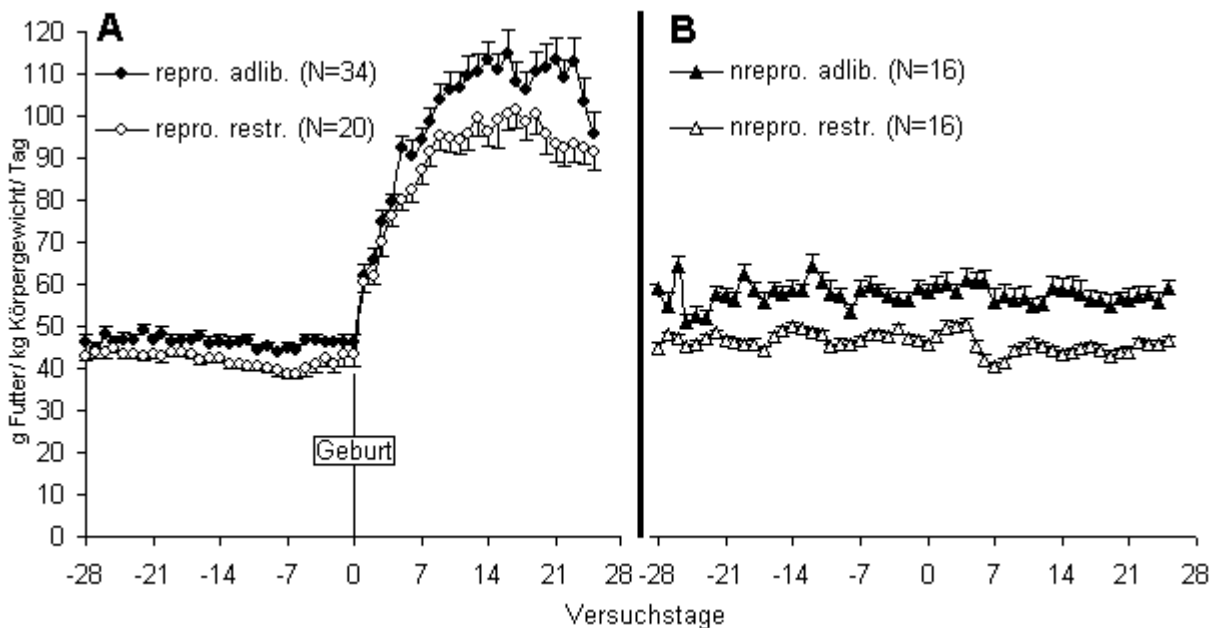 A
B
120
110
100
90
80
70
60
50
40
30
20
10
0
g Futter/ kg Körpergewicht/ Tag
repro. adlib. (N=34)
repro. restr. (N=20)
nrepro. adlib. (N=16)
nrepro. restr. (N=16)
Geburt
-28 -21 -14 -7 0 7 14 21 28
-28 -21 -14 -7 0 7 14 21 28
Versuchstage